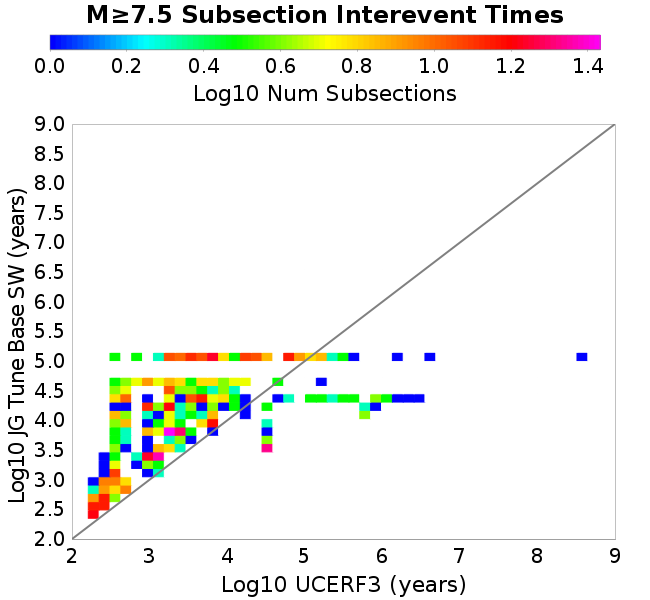 M≥7.5 Subsection Interevent Times
0.0 0.2 0.4 0.6 0.8 1.0 1.2 1.4
Log10 Num Subsections
Log10 JG Tune Base SW (years)
9.0
8.5
8.0
7.5
7.0
6.5
6.0
5.5
5.0
4.5
4.0
3.5
3.0
2.5
2.0
2 3 4 5 6 7 8 9
Log10 UCERF3 (years)